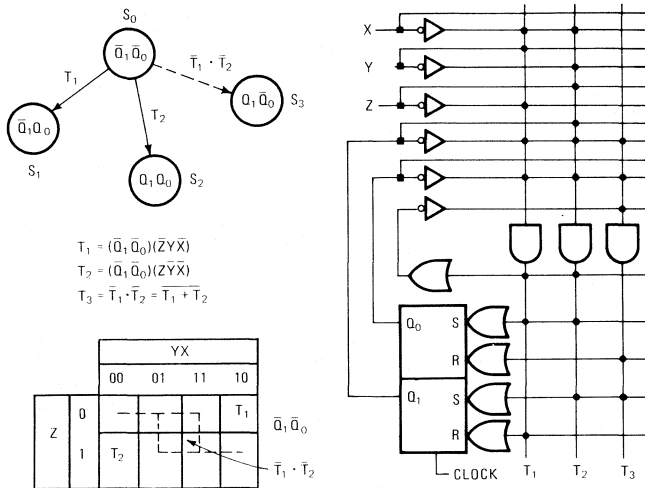 S₀
Q̄₁Q̄₀
T₁
T̄₁ · T̄₂
T₂
Q̄₁Q₀
S₁
Q₁Q₀
S₂
Q₁Q̄₀
S₃
T₁ = (Q̄₁Q̄₀)(Z̄YX̄)
T₂ = (Q̄₁Q̄₀)(ZȲX̄)
T₃ = T̄₁·T̄₂ = T̅₁̅ ̅+̅ ̅T̅₂̅
YX
00 01 11 10
Z
0 T₁
1 T₂
Q̄₁Q̄₀
T̄₁ · T̄₂
X
Y
Z
Q₀ S
R
Q₁ S
R
CLOCK
T₁ T₂ T₃